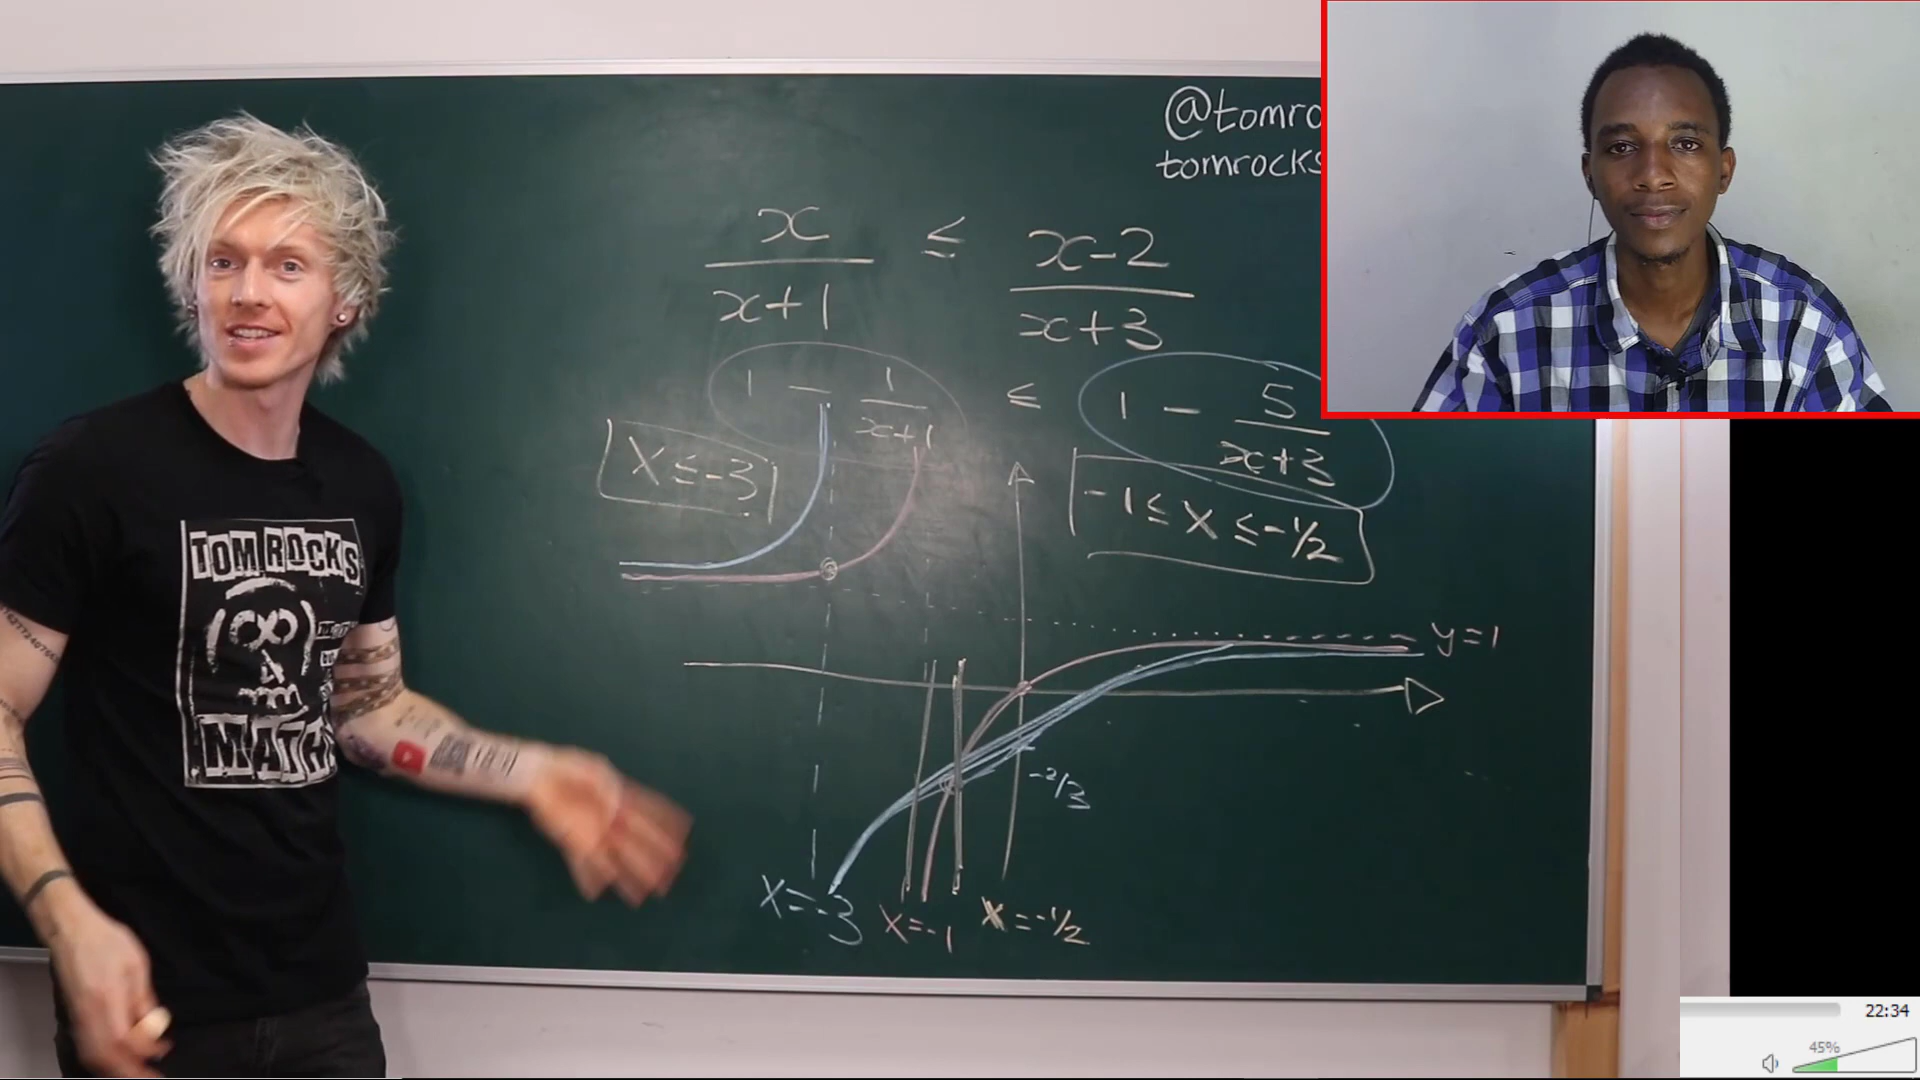 @tomro
tomrocks
x/x+1 ≤ x-2/x+3
1 - 1/x+1 ≤ 1 - 5/x+3
X ≤ -3
-1 ≤ X ≤ -1/2
y=1
-2/3
X=-3 X=-1 X=-1/2
TOM ROCKS
MATHS
22:34
45%